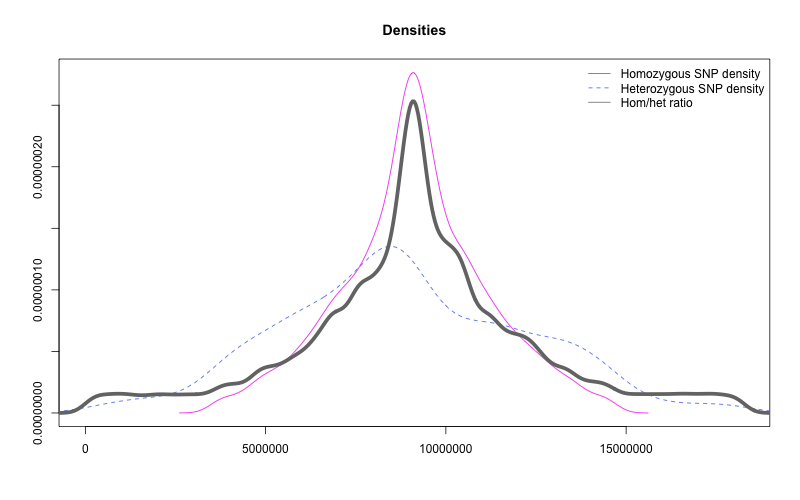 Densities
Homozygous SNP density
Heterozygous SNP density
Hom/het ratio
0.00000020
0.00000010
0.00000000
0
5000000
10000000
15000000